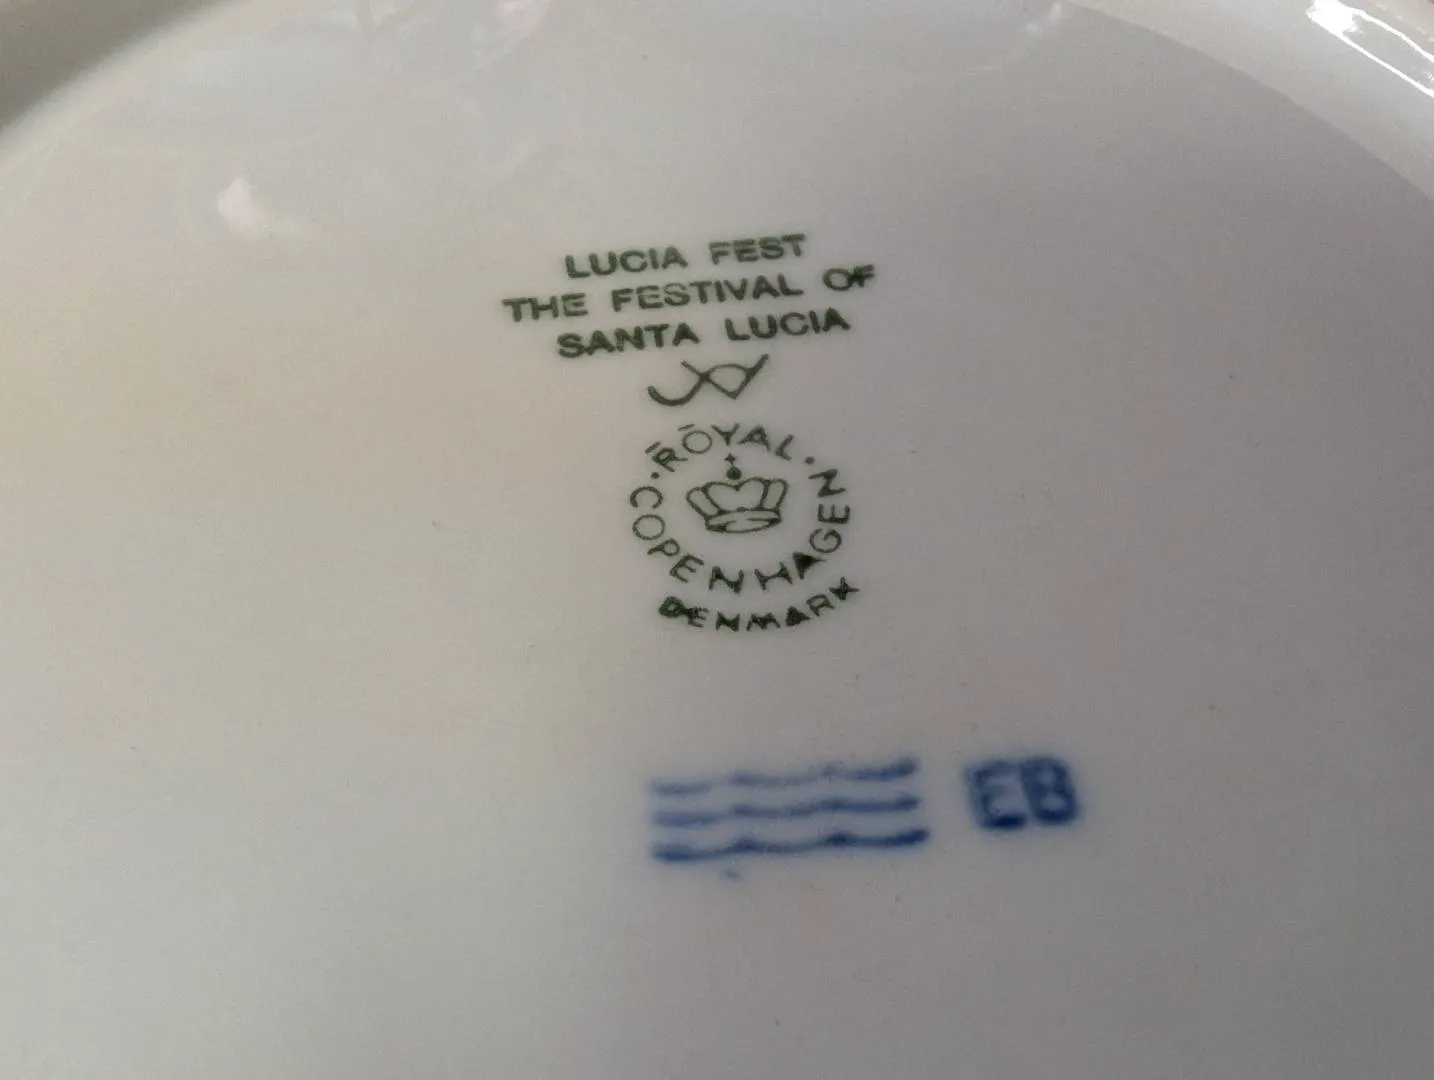 LUCIA FEST
THE FESTIVAL OF
SANTA LUCIA
ROYAL
COPENHAGEN
DENMARK
EB